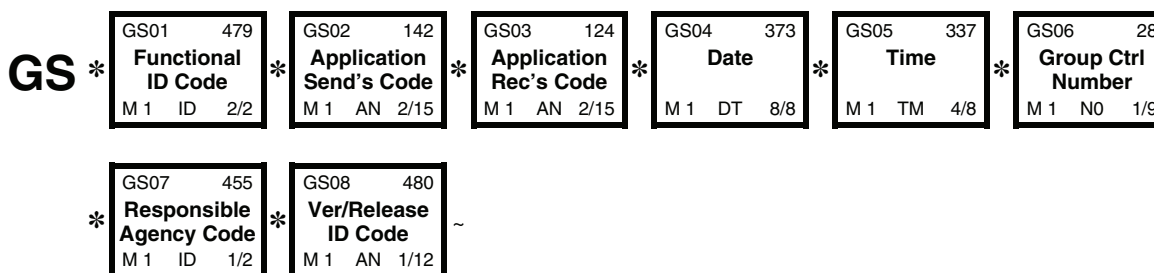 GS * GS01 479 * GS02 142 * GS03 124 * GS04 373 * GS05 337 * GS06 28
Functional Application Application Date Time Group Ctrl
ID Code Send's Code Rec's Code Number
M 1 ID 2/2 M 1 AN 2/15 M 1 AN 2/15 M 1 DT 8/8 M 1 TM 4/8 M 1 N0 1/9
* GS07 455 * GS08 480 ~
Responsible Ver/Release
Agency Code ID Code
M 1 ID 1/2 M 1 AN 1/12